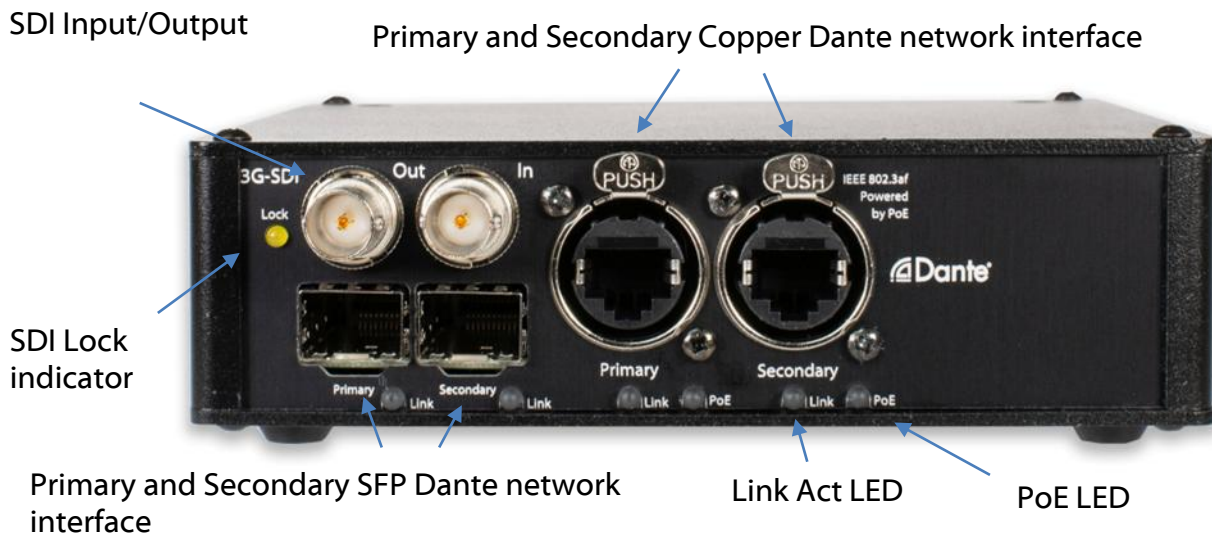 SDI Input/Output
Primary and Secondary Copper Dante network interface
3G-SDI
Out
In
PUSH
PUSH
IEEE 802.3af
Powered
by PoE
Lock
Dante
SDI Lock
indicator
Primary
Secondary
Primary
Link
Secondary
Link
Link
PoE
Link
PoE
Primary and Secondary SFP Dante network
interface
Link Act LED
PoE LED